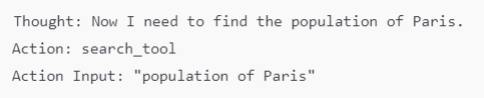 Thought: Now I need to find the population of Paris.
Action: search_tool
Action Input: "population of Paris"